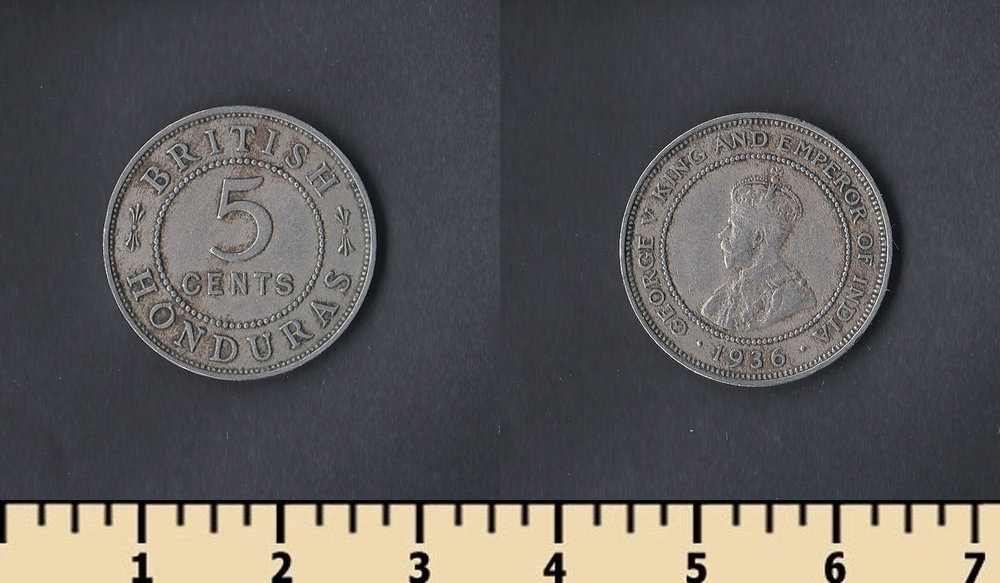 BRITISH
5
CENTS
HONDURAS
GEORGE V KING AND EMPEROR OF INDIA
· 1936 ·
1 2 3 4 5 6 7